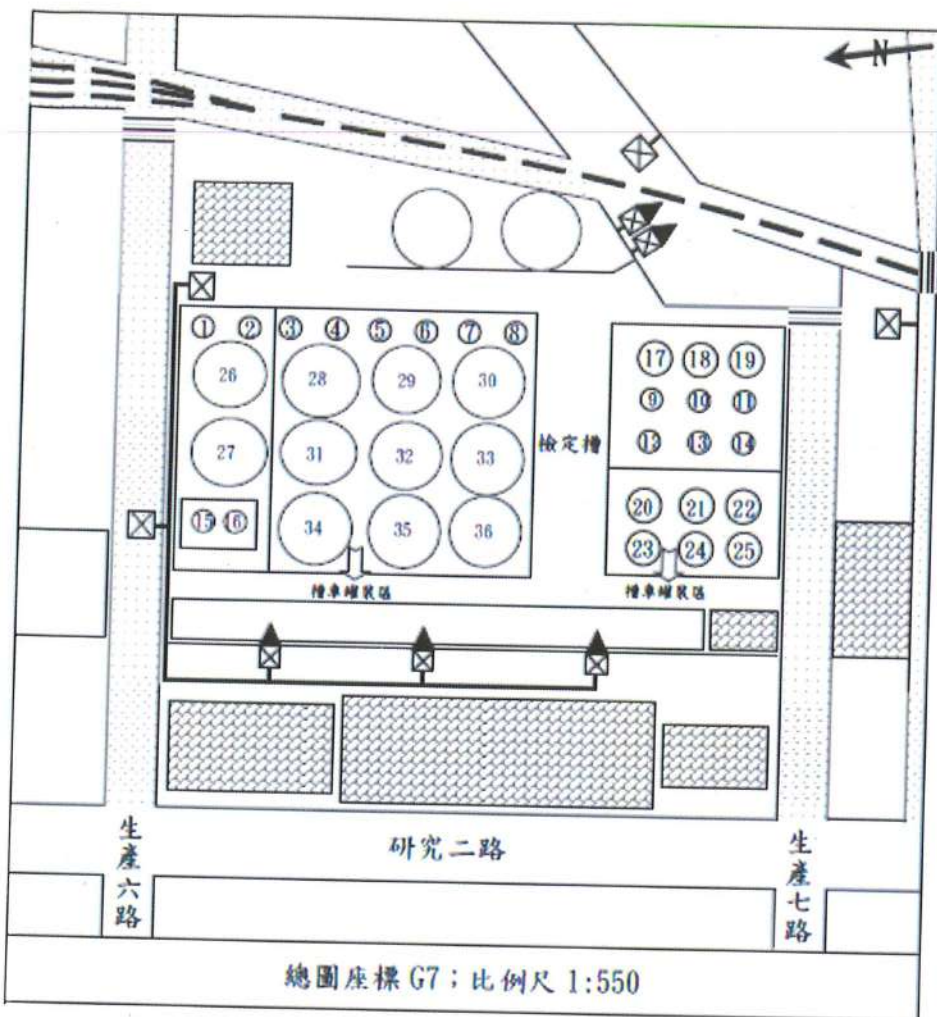 N
① ② ③ ④ ⑤ ⑥ ⑦ ⑧
26 28 29 30
27 31 32 33
⑮ ⑯ 34 35 36
檢定槽
17 18 19
⑨ ⑩ ⑪
⑫ ⑬ ⑭
20 21 22
23 24 25
槽車罐裝區
槽車罐裝區
生產六路
研究二路
生產七路
總圖座標 G7；比例尺 1:550